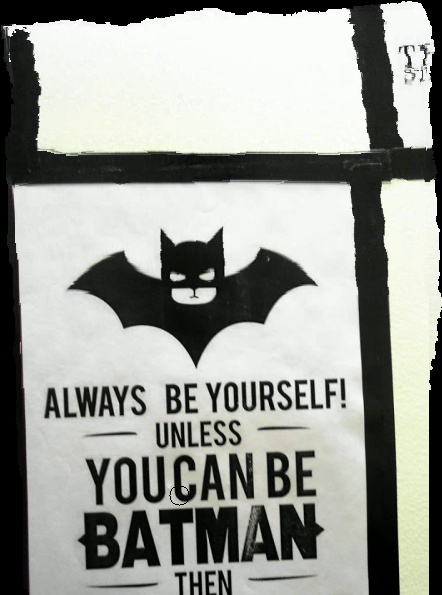 ALWAYS BE YOURSELF!
UNLESS
YOU CAN BE
BATMAN
THEN